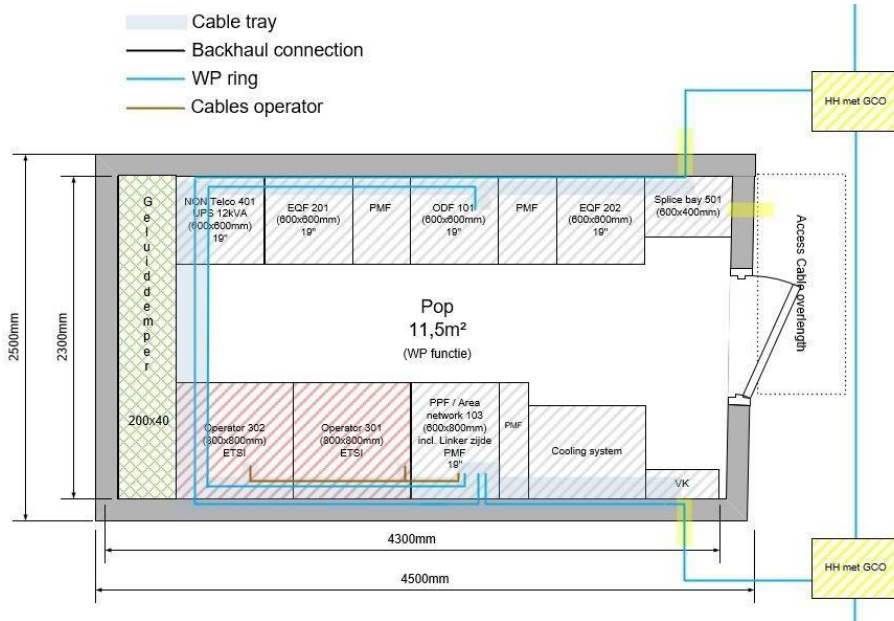 Cable tray
Backhaul connection
WP ring
Cables operator
HH met GCO
Geluiddemper
200x40
NON Telco 401
UPS 12kVA
(600x600mm)
19"
EQF 201
(600x600mm)
19"
PMF
ODF 101
(600x600mm)
19"
PMF
EQF 202
(600x600mm)
19"
Splice bay 501
(600x400mm)
Access Cable overlength
2500mm
2300mm
Pop
11,5m²
(WP functie)
Operator 302
(800x800mm)
ETSI
Operator 301
(800x800mm)
ETSI
PPF / Area
network 103
(600x800mm)
incl. Linker zijde
PMF
19"
PMF
Cooling system
VK
4300mm
4500mm
HH met GCO